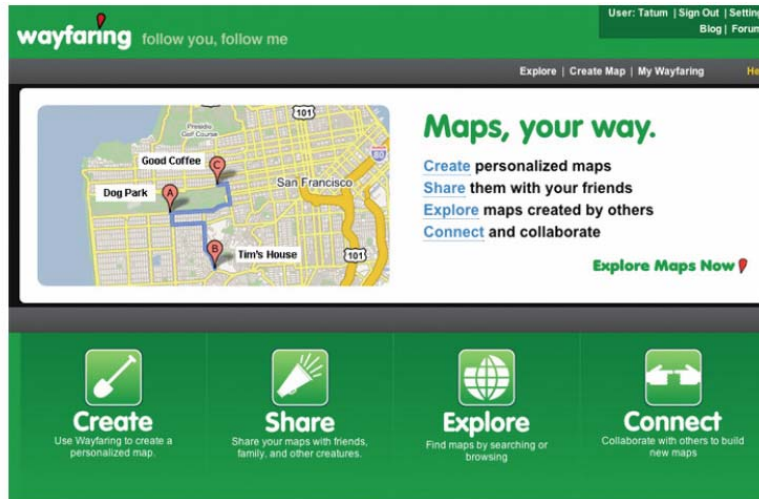 User: Tatum | Sign Out |
Blog |
wayfaring follow you, follow me
Explore | Create Map | My Wayfaring
Presidio
Golf Course
101
80
Good Coffee
C
Dog Park
A
San Francisco
B
Tim's House
101
Maps, your way.
Create personalized maps
Share them with your friends
Explore maps created by others
Connect and collaborate
Explore Maps Now
Create
Use Wayfaring to create a
personalized map.
Share
Share your maps with friends,
family, and other creatures.
Explore
Find maps by searching or
browsing
Connect
Collaborate with others to build
new maps